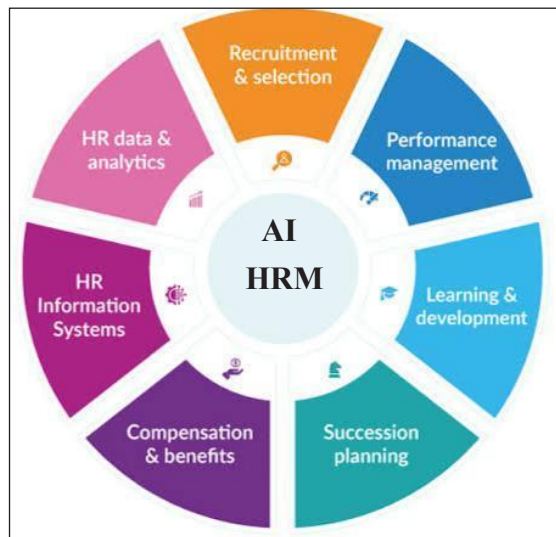 Recruitment
& selection
Performance
management
Learning &
development
Succession
planning
Compensation
& benefits
HR
Information
Systems
HR data &
analytics
AI
HRM